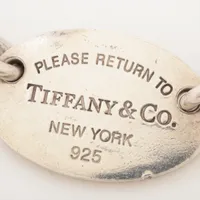 PLEASE RETURN TO
TIFFANY & CO.
NEW YORK
925